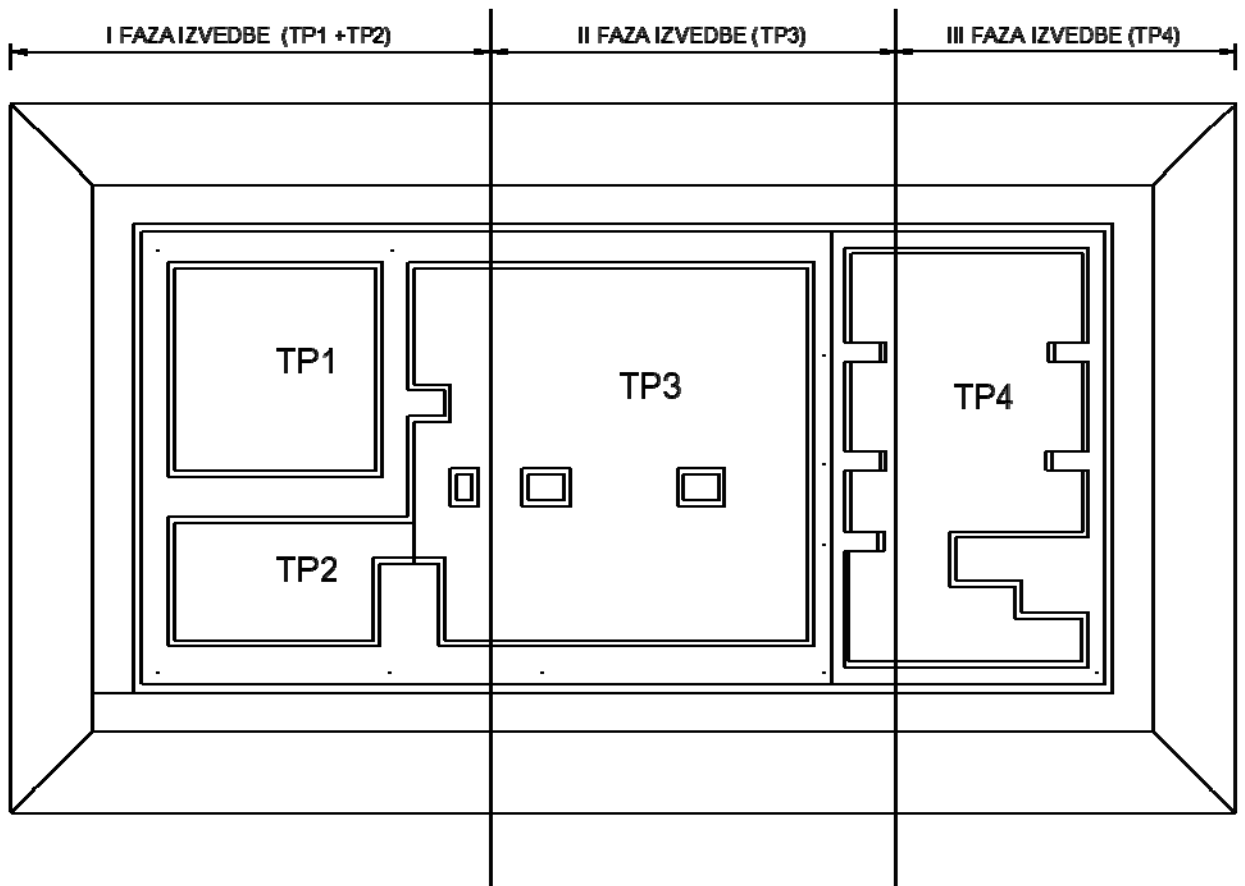 I FAZA IZVEDBE (TP1 +TP2)
II FAZA IZVEDBE (TP3)
III FAZA IZVEDBE (TP4)
TP1
TP3
TP4
TP2